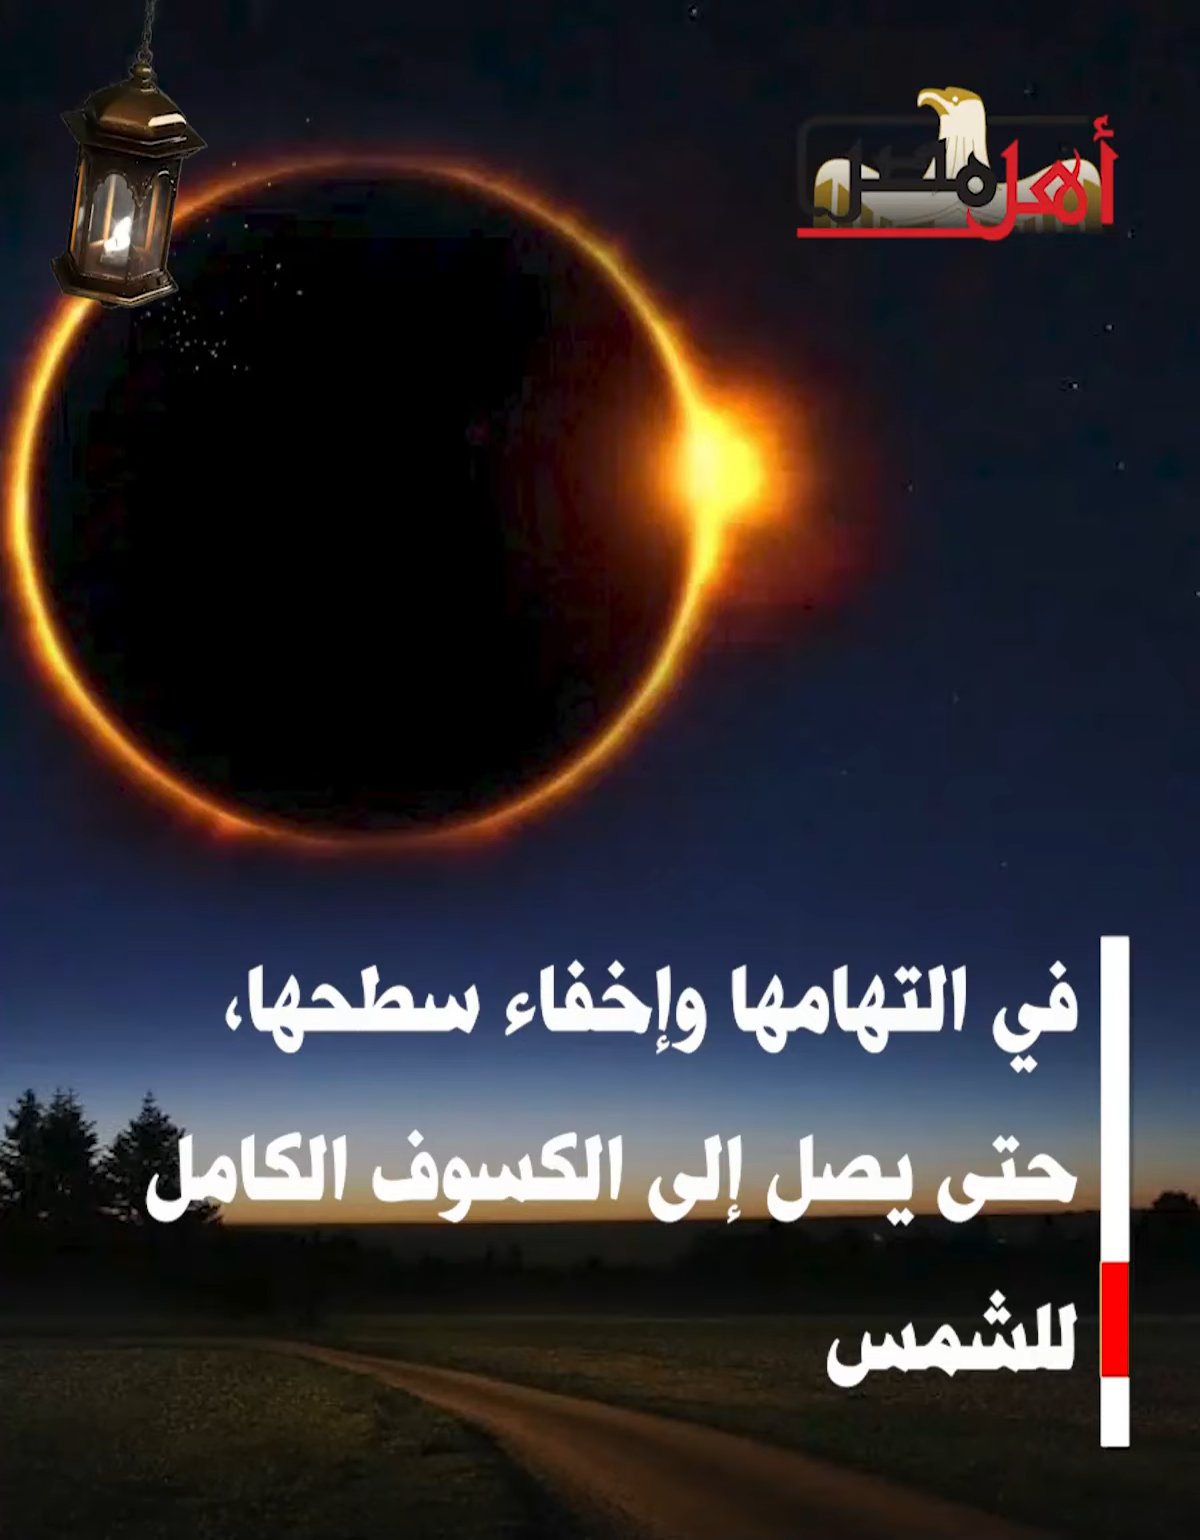 أهل مصر
في التهامها وإخفاء سطحها،
حتى يصل إلى الكسوف الكامل
للشمس